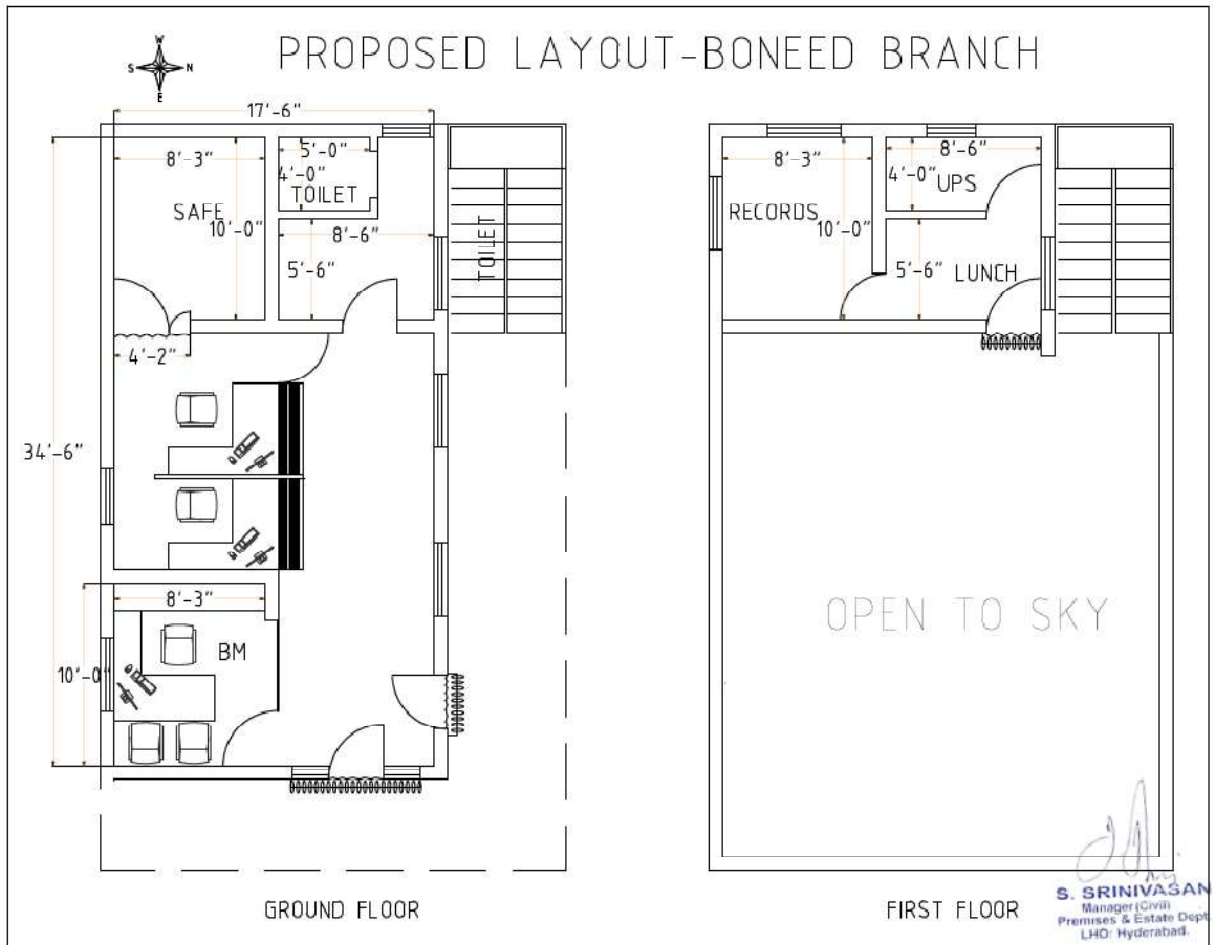 PROPOSED LAYOUT-BONEED BRANCH
W
S
N
E
17'-6"
8'-3"
5'-0"
4'-0"
TOILET
SAFE
10'-0"
8'-6"
5'-6"
TOILET
4'-2"
34'-6"
8'-3"
BM
10'-0"
GROUND FLOOR
8'-3"
8'-6"
4'-0"
UPS
RECORDS
10'-0"
5'-6"
LUNCH
OPEN TO SKY
FIRST FLOOR
S. SRINIVASAN
Manager (Civil)
Premises & Estate Dept
LHO: Hyderabad.